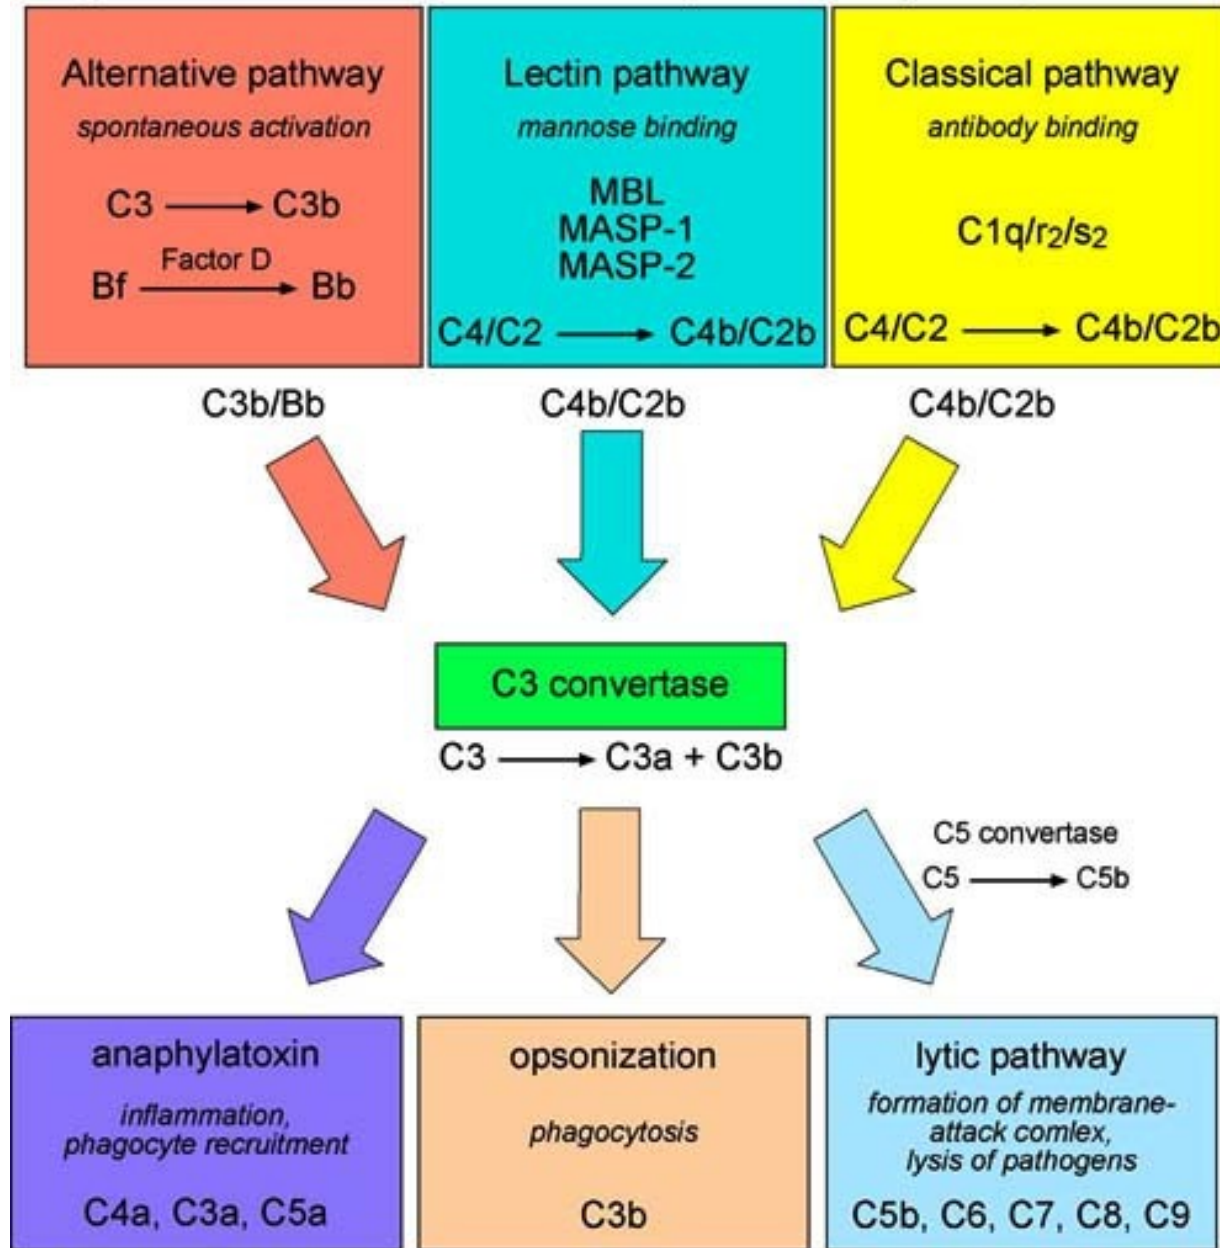 Alternative pathway
spontaneous activation
C3 → C3b
Factor D
Bf → Bb
Lectin pathway
mannose binding
MBL
MASP-1
MASP-2
C4/C2 → C4b/C2b
Classical pathway
antibody binding
C1q/r₂/s₂
C4/C2 → C4b/C2b
C3b/Bb
C4b/C2b
C4b/C2b
C3 convertase
C3 → C3a + C3b
C5 convertase
C5 → C5b
anaphylatoxin
inflammation,
phagocyte recruitment
C4a, C3a, C5a
opsonization
phagocytosis
C3b
lytic pathway
formation of membrane-
attack comlex,
lysis of pathogens
C5b, C6, C7, C8, C9